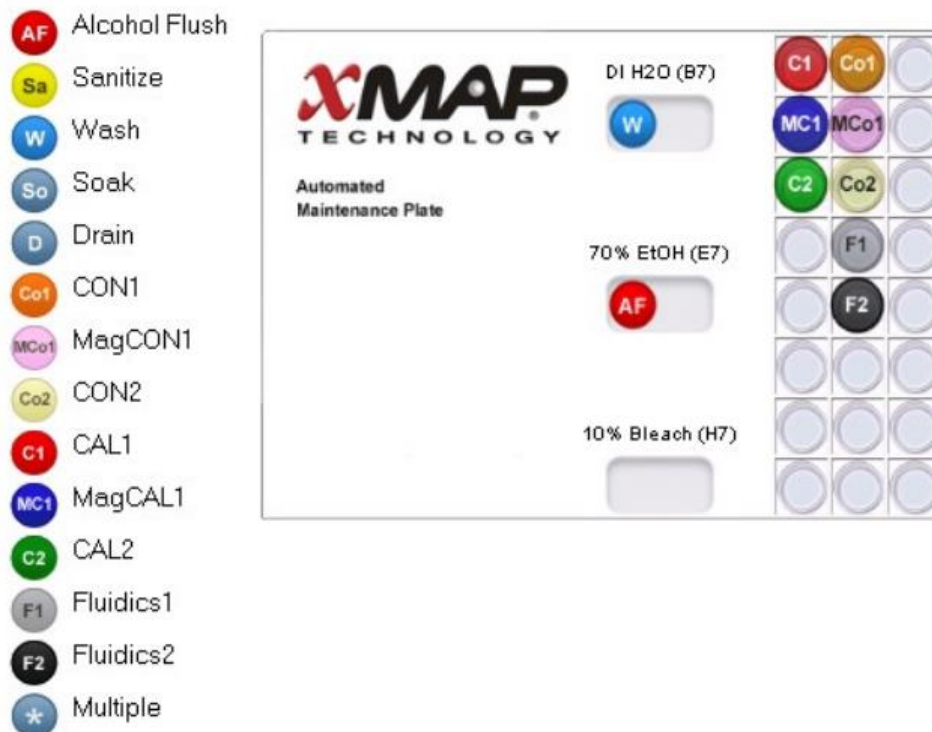 AF Alcohol Flush
Sa Sanitize
W Wash
So Soak
D Drain
Co1 CON1
MCo1 MagCON1
Co2 CON2
C1 CAL1
MC1 MagCAL1
C2 CAL2
F1 Fluidics1
F2 Fluidics2
* Multiple
xMAP
TECHNOLOGY
Automated
Maintenance Plate
DI H2O (B7)
W
70% EtOH (E7)
AF
10% Bleach (H7)
C1 Co1
MC1 MCo1
C2 Co2
F1
F2